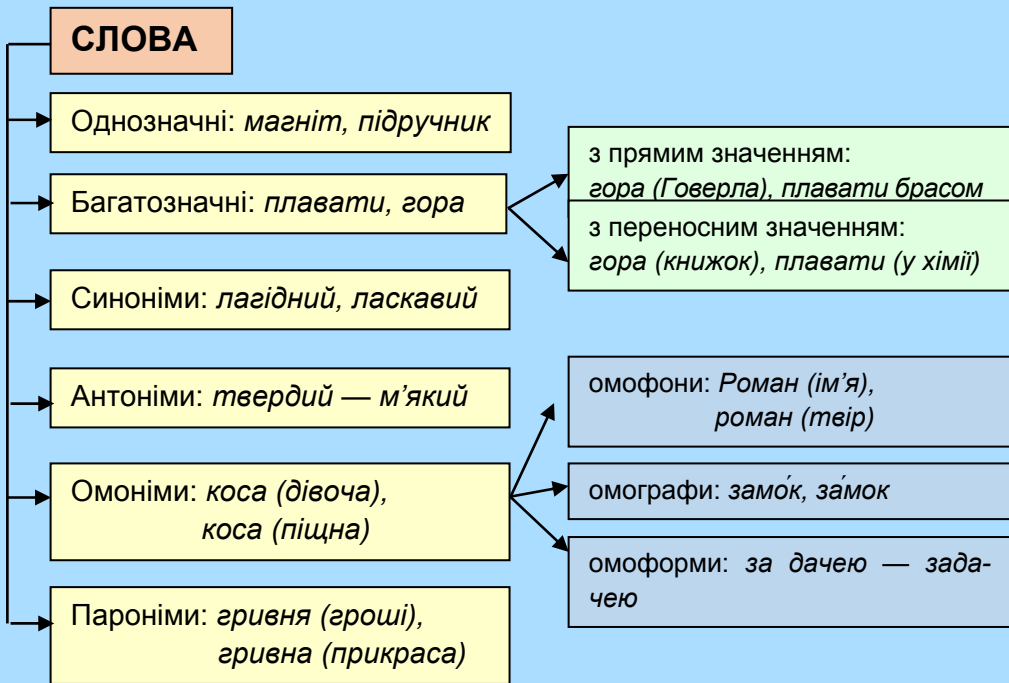 СЛОВА
Однозначні: магніт, підручник
Багатозначні: плавати, гора
з прямим значенням:
гора (Говерла), плавати брасом
з переносним значенням:
гора (книжок), плавати (у хімії)
Синоніми: лагідний, ласкавий
Антоніми: твердий — м’який
Омоніми: коса (дівоча),
коса (піщна)
омофони: Роман (ім’я),
роман (твір)
омографи: замо́к, за́мок
омоформи: за дачею — зада-
чею
Пароніми: гривня (гроші),
гривна (прикраса)